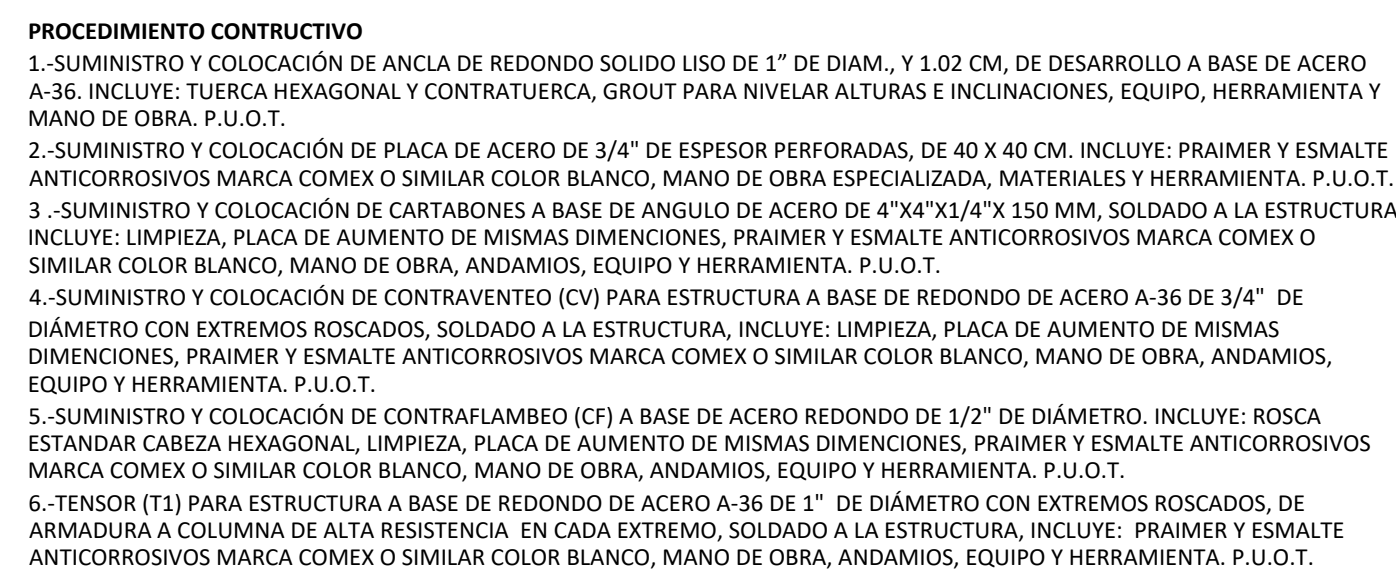 PROCEDIMIENTO CONTRUCTIVO
1.-SUMINISTRO Y COLOCACIÓN DE ANCLA DE REDONDO SOLIDO LISO DE 1” DE DIAM., Y 1.02 CM, DE DESARROLLO A BASE DE ACERO
A-36. INCLUYE: TUERCA HEXAGONAL Y CONTRATUERCA, GROUT PARA NIVELAR ALTURAS E INCLINACIONES, EQUIPO, HERRAMIENTA Y
MANO DE OBRA. P.U.O.T.
2.-SUMINISTRO Y COLOCACIÓN DE PLACA DE ACERO DE 3/4" DE ESPESOR PERFORADAS, DE 40 X 40 CM. INCLUYE: PRAIMER Y ESMALTE
ANTICORROSIVOS MARCA COMEX O SIMILAR COLOR BLANCO, MANO DE OBRA ESPECIALIZADA, MATERIALES Y HERRAMIENTA. P.U.O.T.
3 .-SUMINISTRO Y COLOCACIÓN DE CARTABONES A BASE DE ANGULO DE ACERO DE 4"X4"X1/4"X 150 MM, SOLDADO A LA ESTRUCTURA
INCLUYE: LIMPIEZA, PLACA DE AUMENTO DE MISMAS DIMENCIONES, PRAIMER Y ESMALTE ANTICORROSIVOS MARCA COMEX O
SIMILAR COLOR BLANCO, MANO DE OBRA, ANDAMIOS, EQUIPO Y HERRAMIENTA. P.U.O.T.
4.-SUMINISTRO Y COLOCACIÓN DE CONTRAVENTEO (CV) PARA ESTRUCTURA A BASE DE REDONDO DE ACERO A-36 DE 3/4" DE
DIÁMETRO CON EXTREMOS ROSCADOS, SOLDADO A LA ESTRUCTURA, INCLUYE: LIMPIEZA, PLACA DE AUMENTO DE MISMAS
DIMENCIONES, PRAIMER Y ESMALTE ANTICORROSIVOS MARCA COMEX O SIMILAR COLOR BLANCO, MANO DE OBRA, ANDAMIOS,
EQUIPO Y HERRAMIENTA. P.U.O.T.
5.-SUMINISTRO Y COLOCACIÓN DE CONTRAFLAMBEO (CF) A BASE DE ACERO REDONDO DE 1/2" DE DIÁMETRO. INCLUYE: ROSCA
ESTANDAR CABEZA HEXAGONAL, LIMPIEZA, PLACA DE AUMENTO DE MISMAS DIMENCIONES, PRAIMER Y ESMALTE ANTICORROSIVOS
MARCA COMEX O SIMILAR COLOR BLANCO, MANO DE OBRA, ANDAMIOS, EQUIPO Y HERRAMIENTA. P.U.O.T.
6.-TENSOR (T1) PARA ESTRUCTURA A BASE DE REDONDO DE ACERO A-36 DE 1" DE DIÁMETRO CON EXTREMOS ROSCADOS, DE
ARMADURA A COLUMNA DE ALTA RESISTENCIA EN CADA EXTREMO, SOLDADO A LA ESTRUCTURA, INCLUYE: PRAIMER Y ESMALTE
ANTICORROSIVOS MARCA COMEX O SIMILAR COLOR BLANCO, MANO DE OBRA, ANDAMIOS, EQUIPO Y HERRAMIENTA. P.U.O.T.